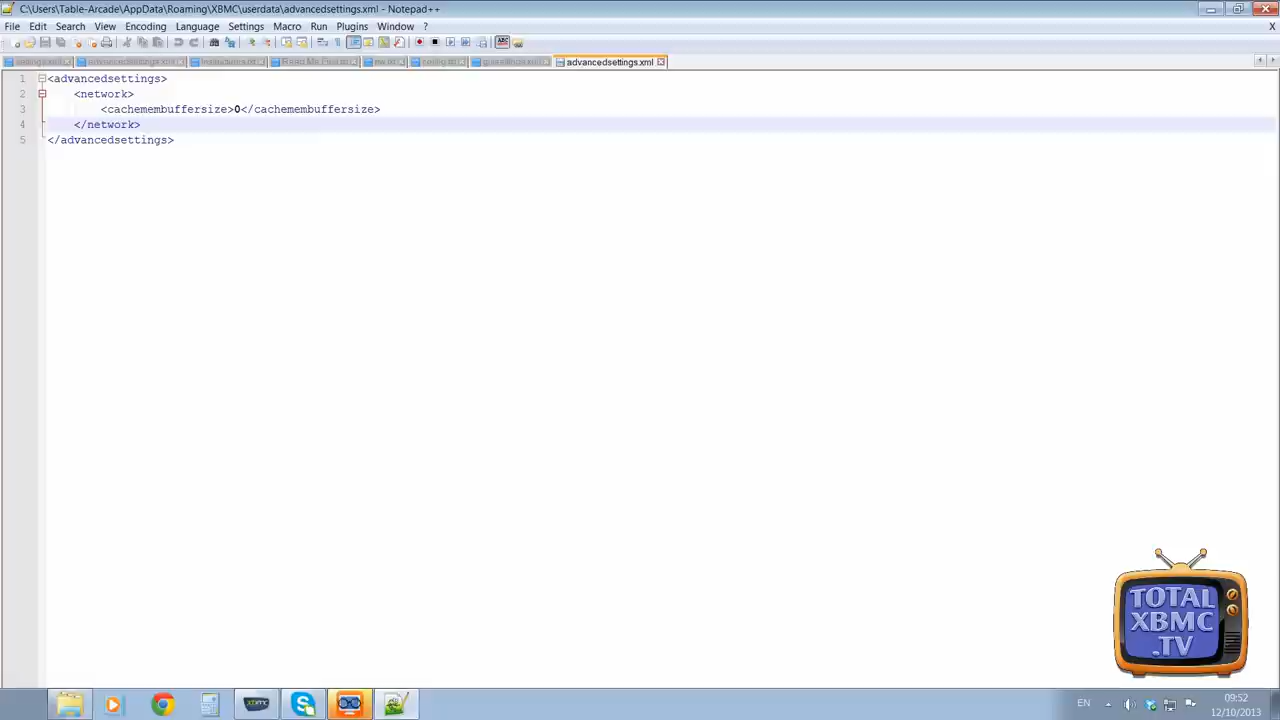 C:\Users\Table-Arcade\AppData\Roaming\XBMC\userdata\advancedsettings.xml - Notepad++
File Edit Search View Encoding Language Settings Macro Run Plugins Window ? X
advancedsettings.xml
1 <advancedsettings>
2 <network>
3 <cachemembuffersize>0</cachemembuffersize>
4 </network>
5 </advancedsettings>
TOTAL
XBMC
.TV
xbmc
EN
09:52
12/10/2013